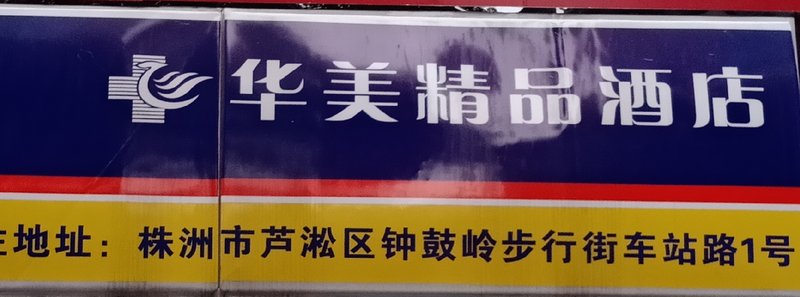 华美精品酒店
地址：株洲市芦淞区钟鼓岭步行街车站路1号